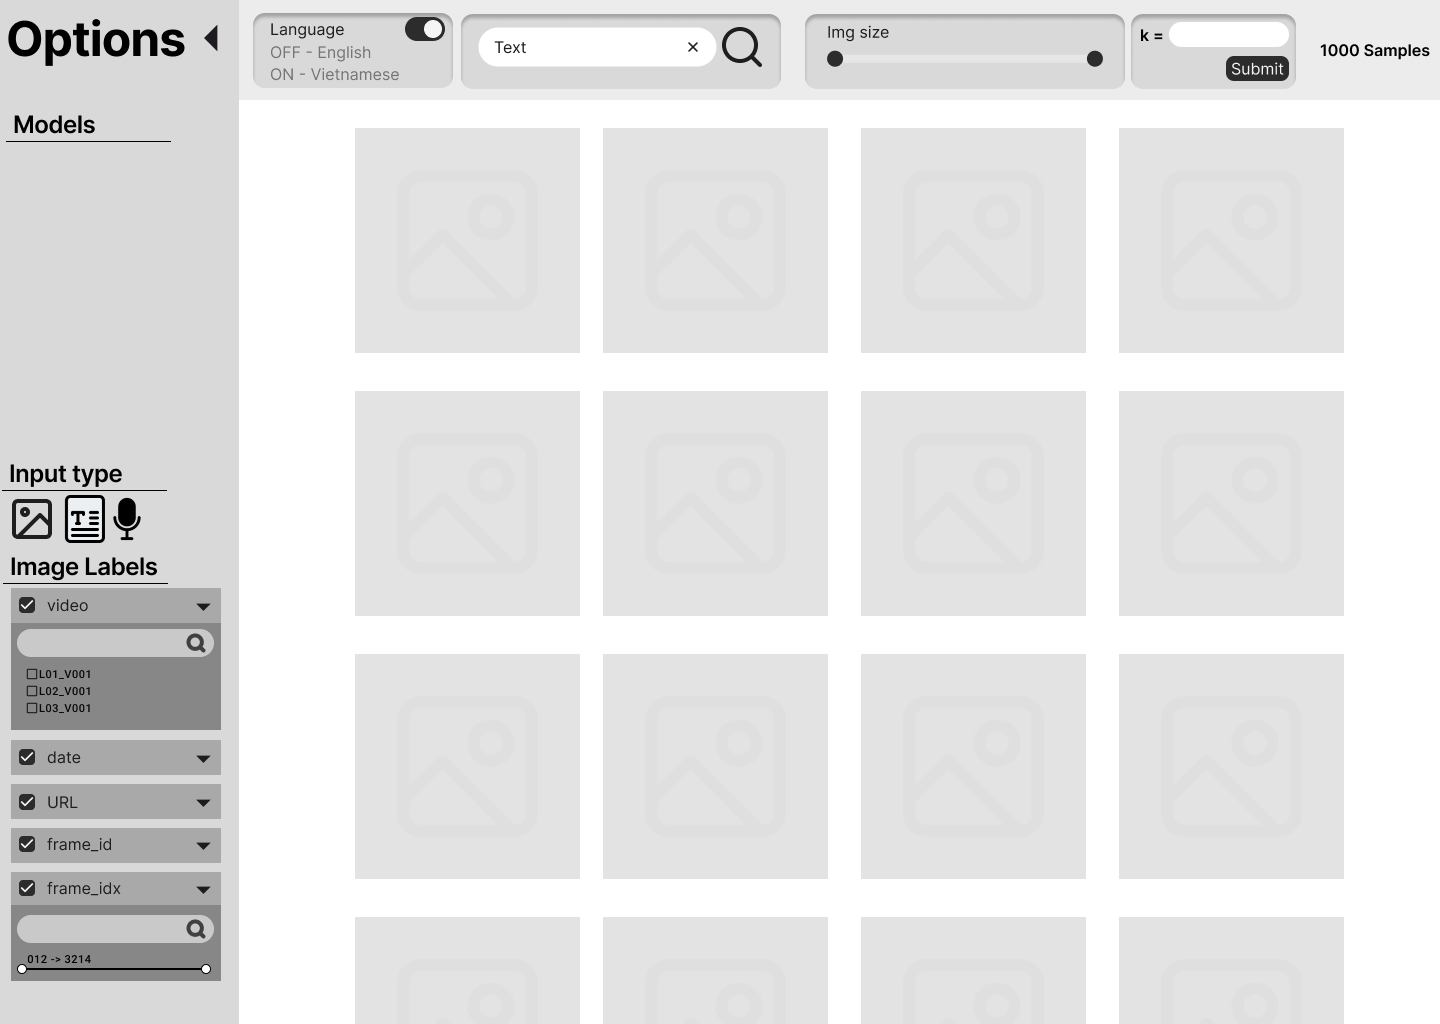 Options
Language
OFF - English
ON - Vietnamese
Text
Img size
k =
Submit
1000 Samples
Models
Input type
T
Image Labels
video
L01_V001
L02_V001
L03_V001
date
URL
frame_id
frame_idx
012 -> 3214